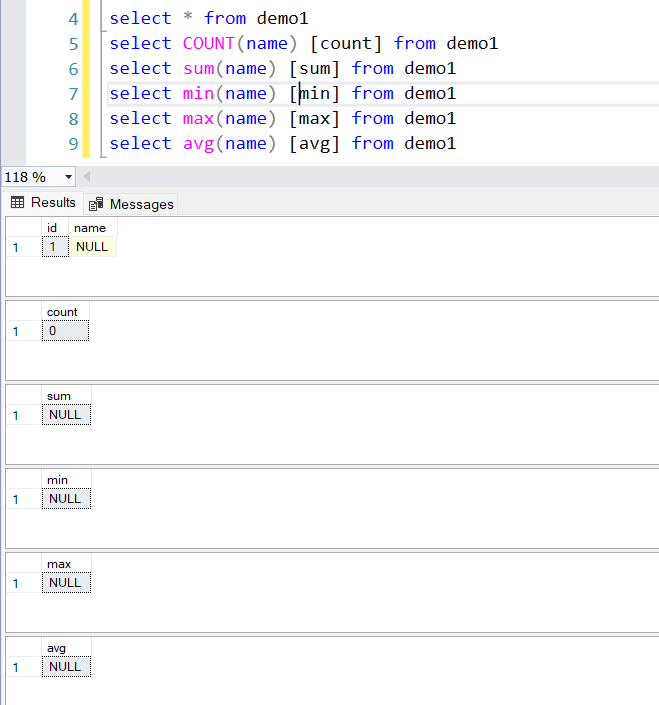 4 select * from demo1
5 select COUNT(name) [count] from demo1
6 select sum(name) [sum] from demo1
7 select min(name) [min] from demo1
8 select max(name) [max] from demo1
9 select avg(name) [avg] from demo1
118 %
Results Messages
id name
1 1 NULL
count
1 0
sum
1 NULL
min
1 NULL
max
1 NULL
avg
1 NULL